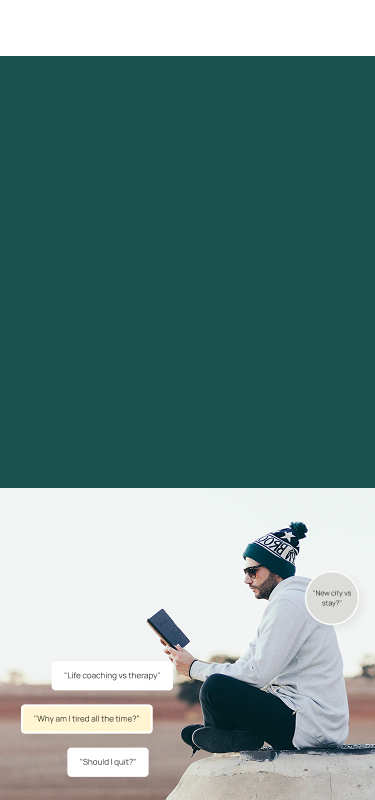 "New city vs
stay?"
"Life coaching vs therapy"
"Why am I tired all the time?"
"Should I quit?"